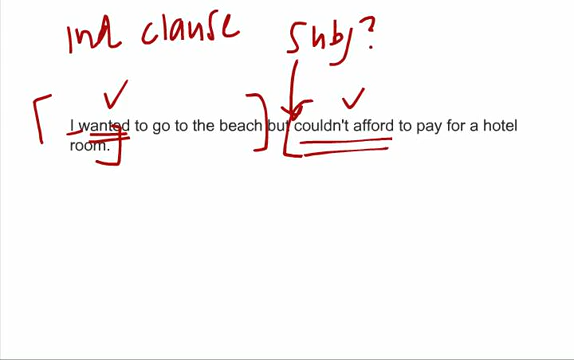 Ind clause
Subj?
I wanted to go to the beach but couldn't afford to pay for a hotel
room.